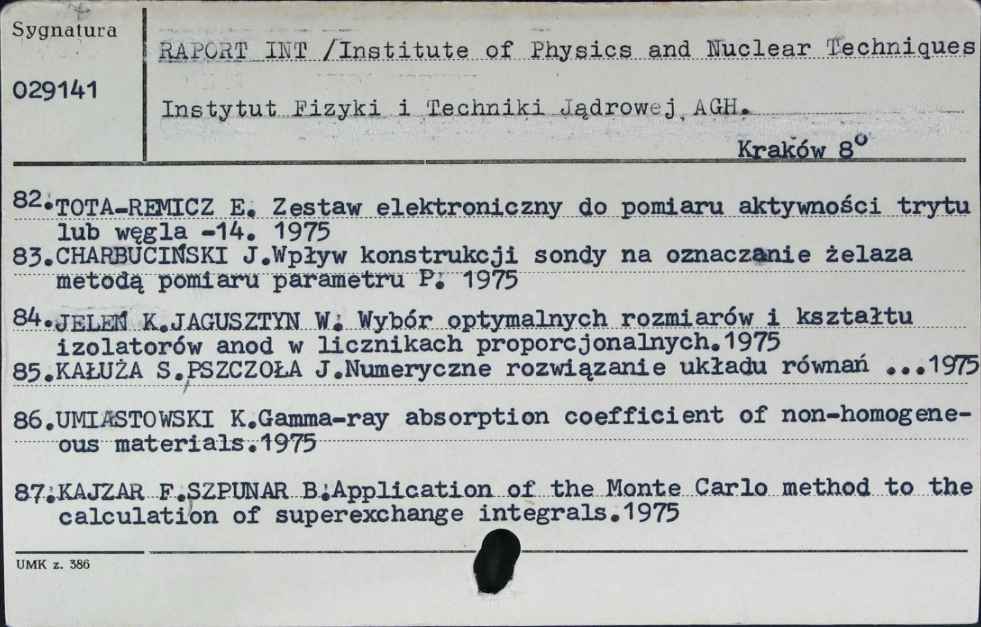 Sygnatura
029141
RAPORT INT /Institute of Physics and Nuclear Techniques
Instytut Fizyki i Techniki Jądrowej AGH.
Kraków 8°
82.TOTA-REMICZ E. Zestaw elektroniczny do pomiaru aktywności trytu
lub węgla -14. 1975
83.CHARBUCIŃSKI J.Wpływ konstrukcji sondy na oznaczanie żelaza
metodą pomiaru parametru P. 1975
84.JELEŃ K.JAGUSZTYN W. Wybór optymalnych rozmiarów i kształtu
izolatorów anod w licznikach proporcjonalnych.1975
85.KAŁUŻA S.PSZCZOŁA J.Numeryczne rozwiązanie układu równań ...1975
86.UMIASTOWSKI K.Gamma-ray absorption coefficient of non-homogene-
ous materials.1975
87.KAJZAR F.SZPUNAR B.Application of the Monte Carlo method to the
calculation of superexchange integrals.1975
UMK z. 386